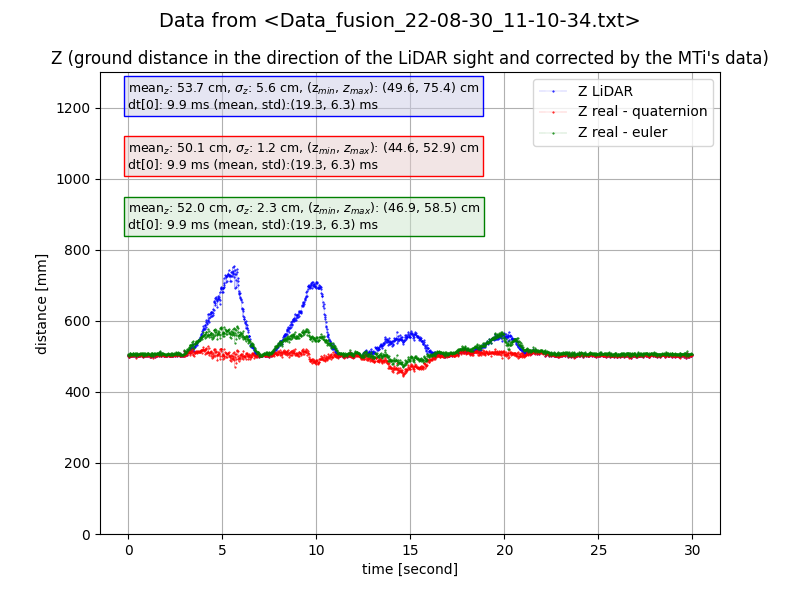 Data from <Data_fusion_22-08-30_11-10-34.txt>
Z (ground distance in the direction of the LiDAR sight and corrected by the MTi's data)
mean_z: 53.7 cm, σ_z: 5.6 cm, (z_min, z_max): (49.6, 75.4) cm
dt[0]: 9.9 ms (mean, std):(19.3, 6.3) ms
mean_z: 50.1 cm, σ_z: 1.2 cm, (z_min, z_max): (44.6, 52.9) cm
dt[0]: 9.9 ms (mean, std):(19.3, 6.3) ms
mean_z: 52.0 cm, σ_z: 2.3 cm, (z_min, z_max): (46.9, 58.5) cm
dt[0]: 9.9 ms (mean, std):(19.3, 6.3) ms
Z LiDAR
Z real - quaternion
Z real - euler
distance [mm]
1200
1000
800
600
400
200
0
0 5 10 15 20 25 30
time [second]